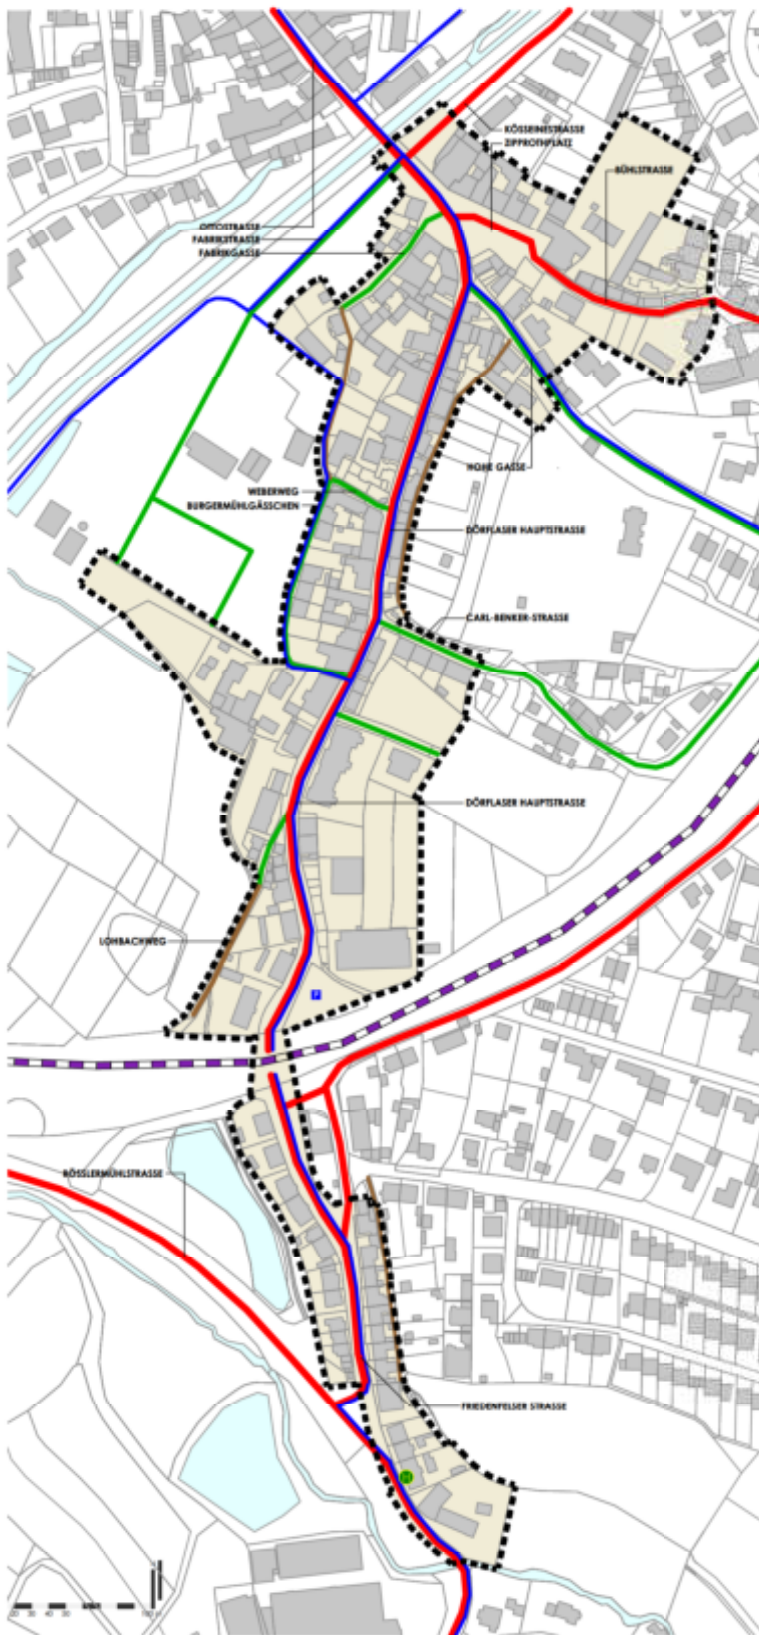 KÖSSEINESTRASSE
ZIPPROTHPLATZ
BÜHLSTRASSE
OTTOSTRASSE
FABRIKSTRASSE
FABRIKGASSE
HOHE GASSE
WEBERWEG
BURGERMÜHLGÄSSCHEN
DÖRFLASER HAUPTSTRASSE
CARL-BENKER-STRASSE
DÖRFLASER HAUPTSTRASSE
LOHBACHWEG
P
RÖSSLERMÜHLSTRASSE
FRIEDENFELSER STRASSE
H